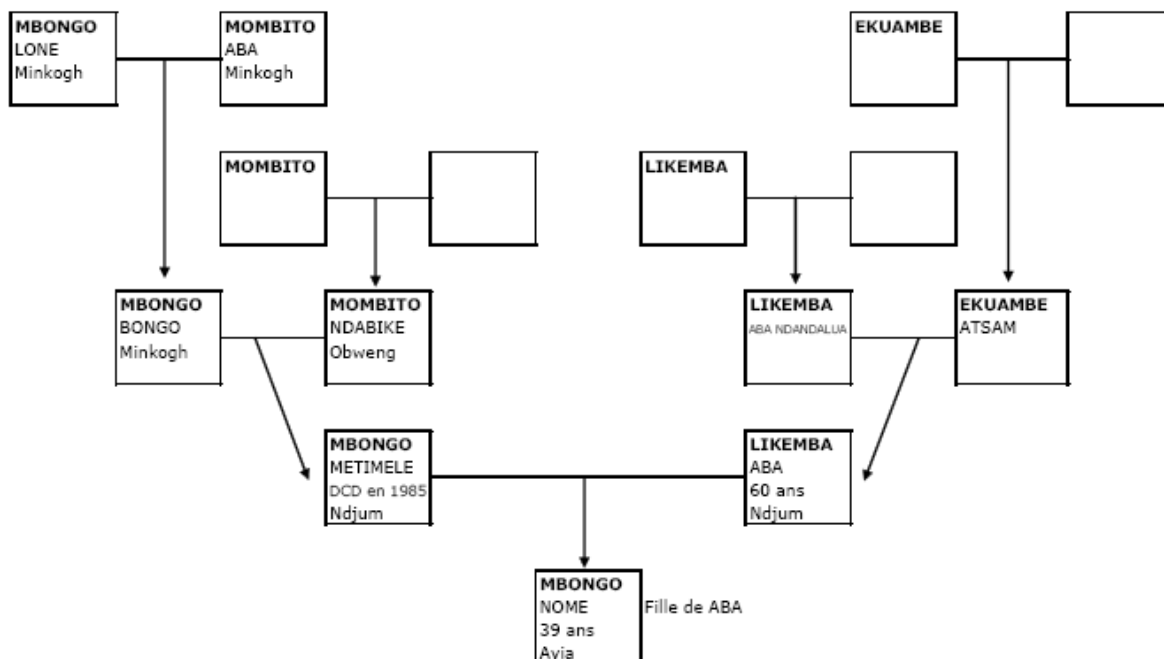 MBONGO
LONE
Minkogh
MOMBITO
ABA
Minkogh
EKUAMBE
MOMBITO
LIKEMBA
MBONGO
BONGO
Minkogh
MOMBITO
NDABIKE
Obweng
LIKEMBA
ABA NDANDALUA
EKUAMBE
ATSAM
MBONGO
METIMELE
DCD en 1985
Ndjum
LIKEMBA
ABA
60 ans
Ndjum
MBONGO
NOME
39 ans
Avia
Fille de ABA